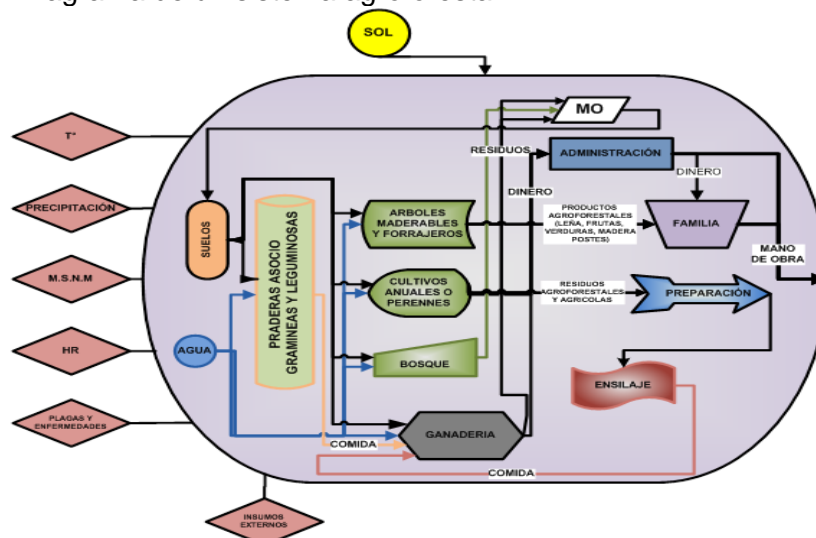 SOL
MO
RESIDUOS
ADMINISTRACIÓN
T°
DINERO
DINERO
PRECIPITACIÓN
SUELOS
PRADERAS ASOCIO
GRAMINEAS Y LEGUMINOSAS
ARBOLES
MADERABLES
Y FORRAJEROS
PRODUCTOS
AGROFORESTALES
(LEÑA, FRUTAS,
VERDURAS, MADERA
POSTES)
FAMILIA
MANO
DE OBRA
M.S.N.M
CULTIVOS
ANUALES O
PERENNES
RESIDUOS
AGROFORESTALES
Y AGRICOLAS
PREPARACIÓN
HR
AGUA
BOSQUE
ENSILAJE
PLAGAS Y
ENFERMEDADES
COMIDA
GANADERIA
COMIDA
INSUMOS
EXTERNOS